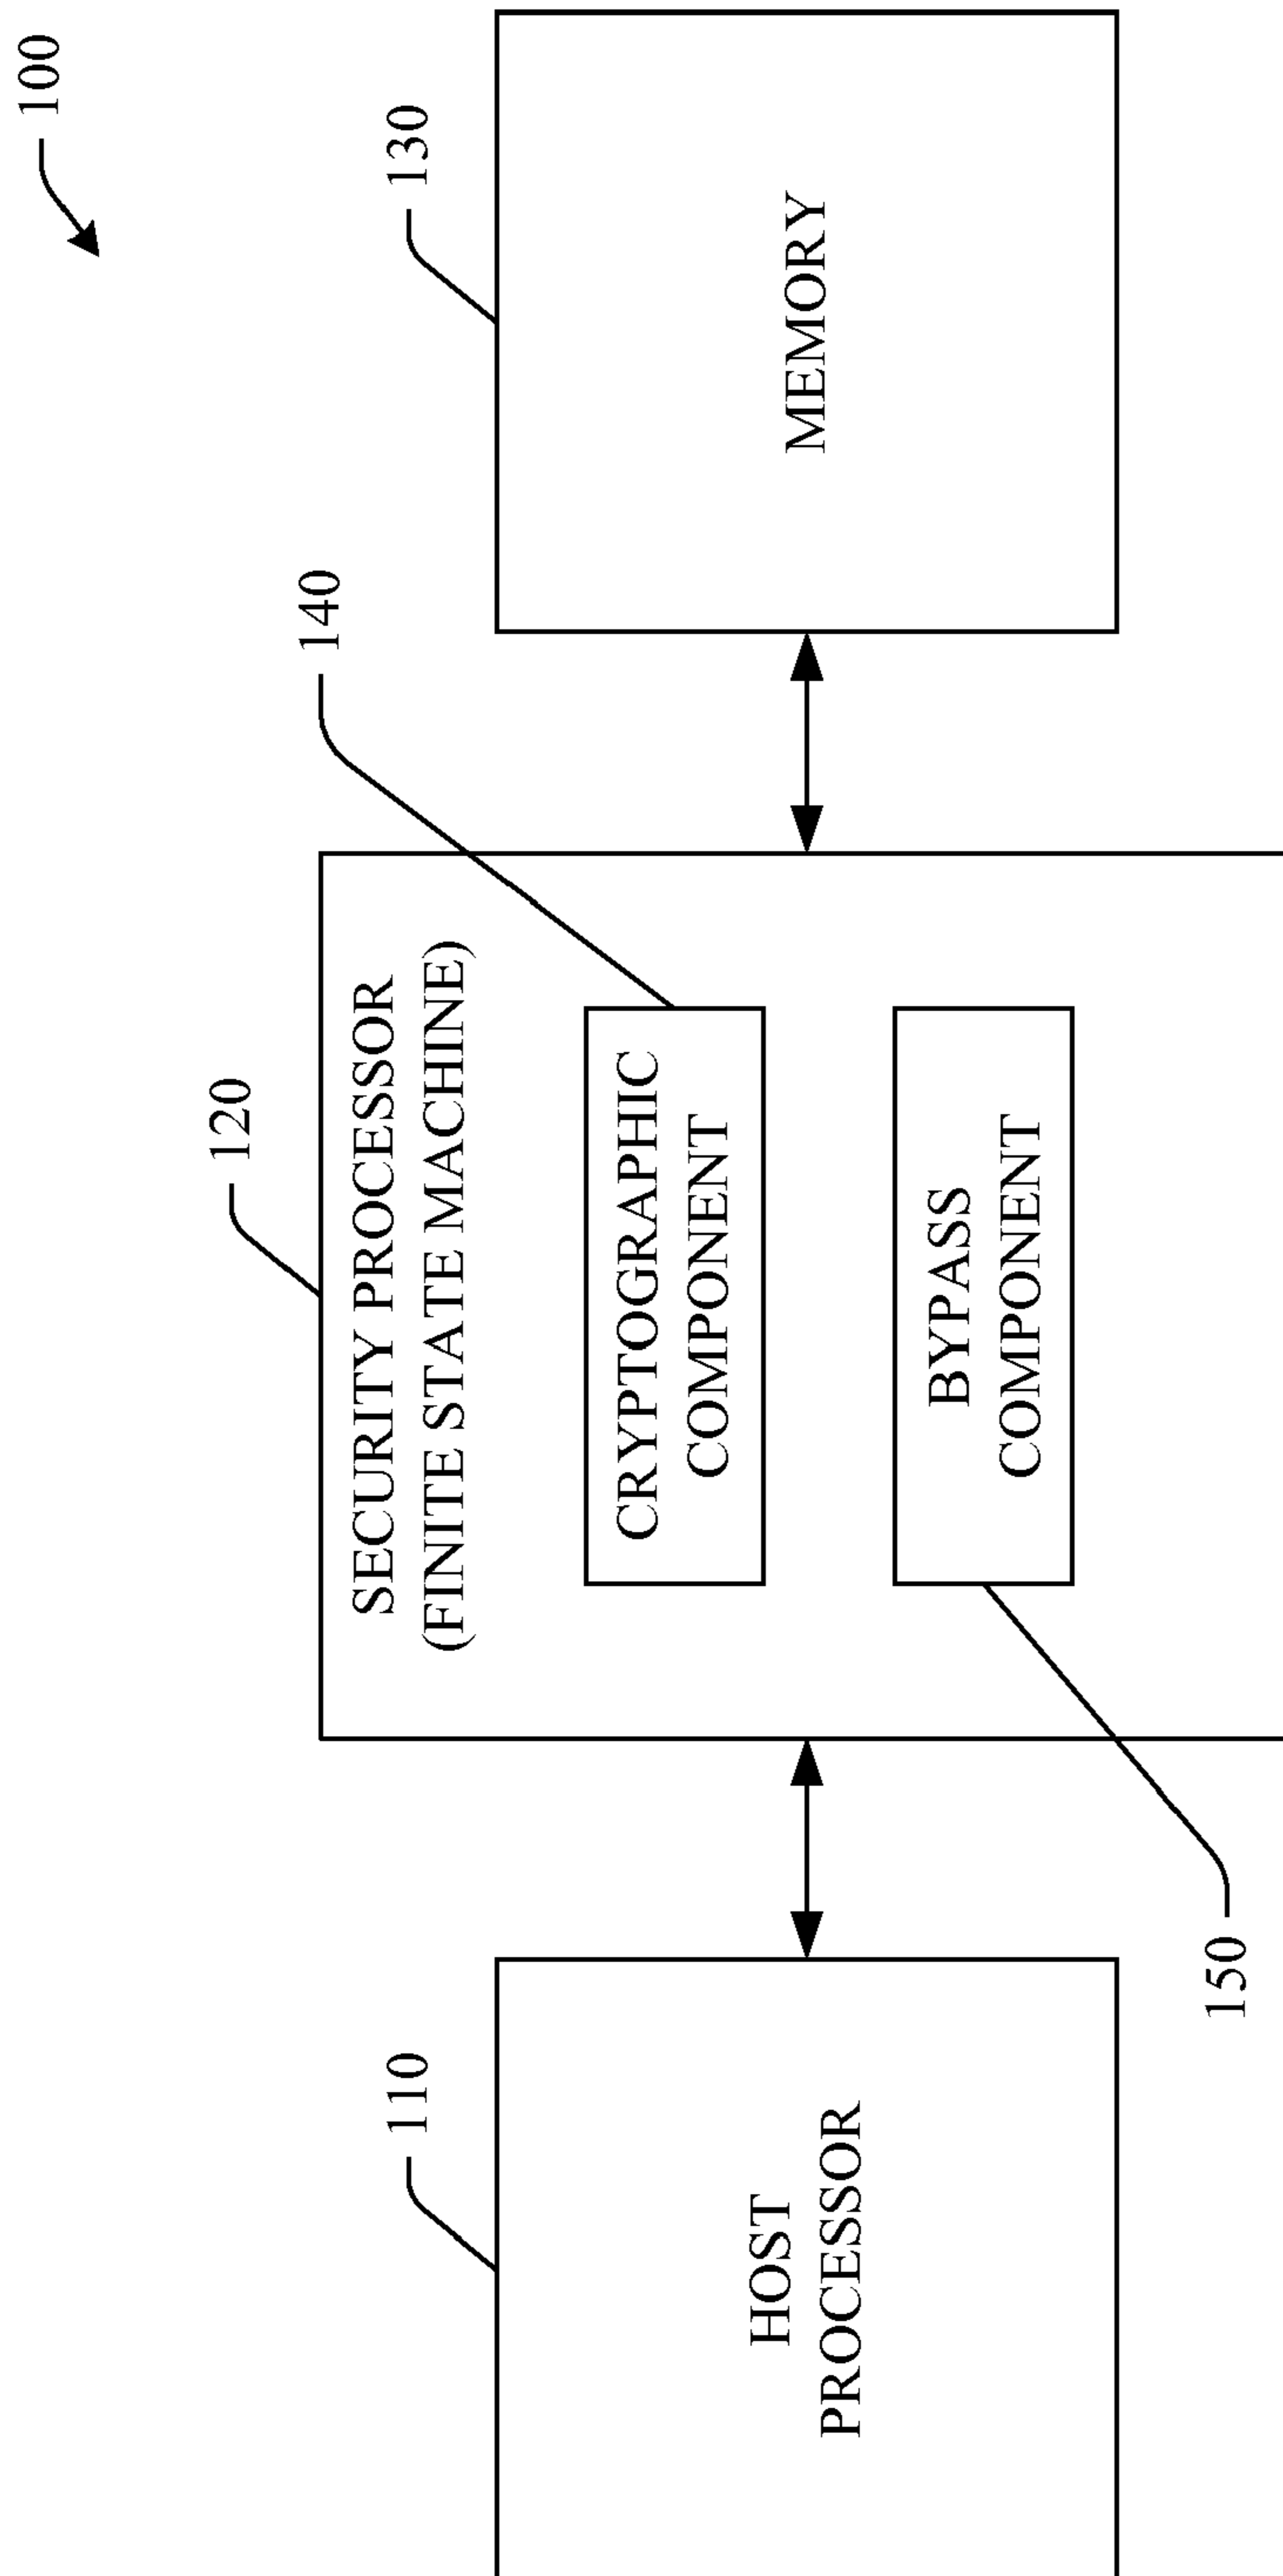 100
110
HOST
PROCESSOR
120
SECURITY PROCESSOR
(FINITE STATE MACHINE)
140
CRYPTOGRAPHIC
COMPONENT
BYPASS
COMPONENT
150
130
MEMORY